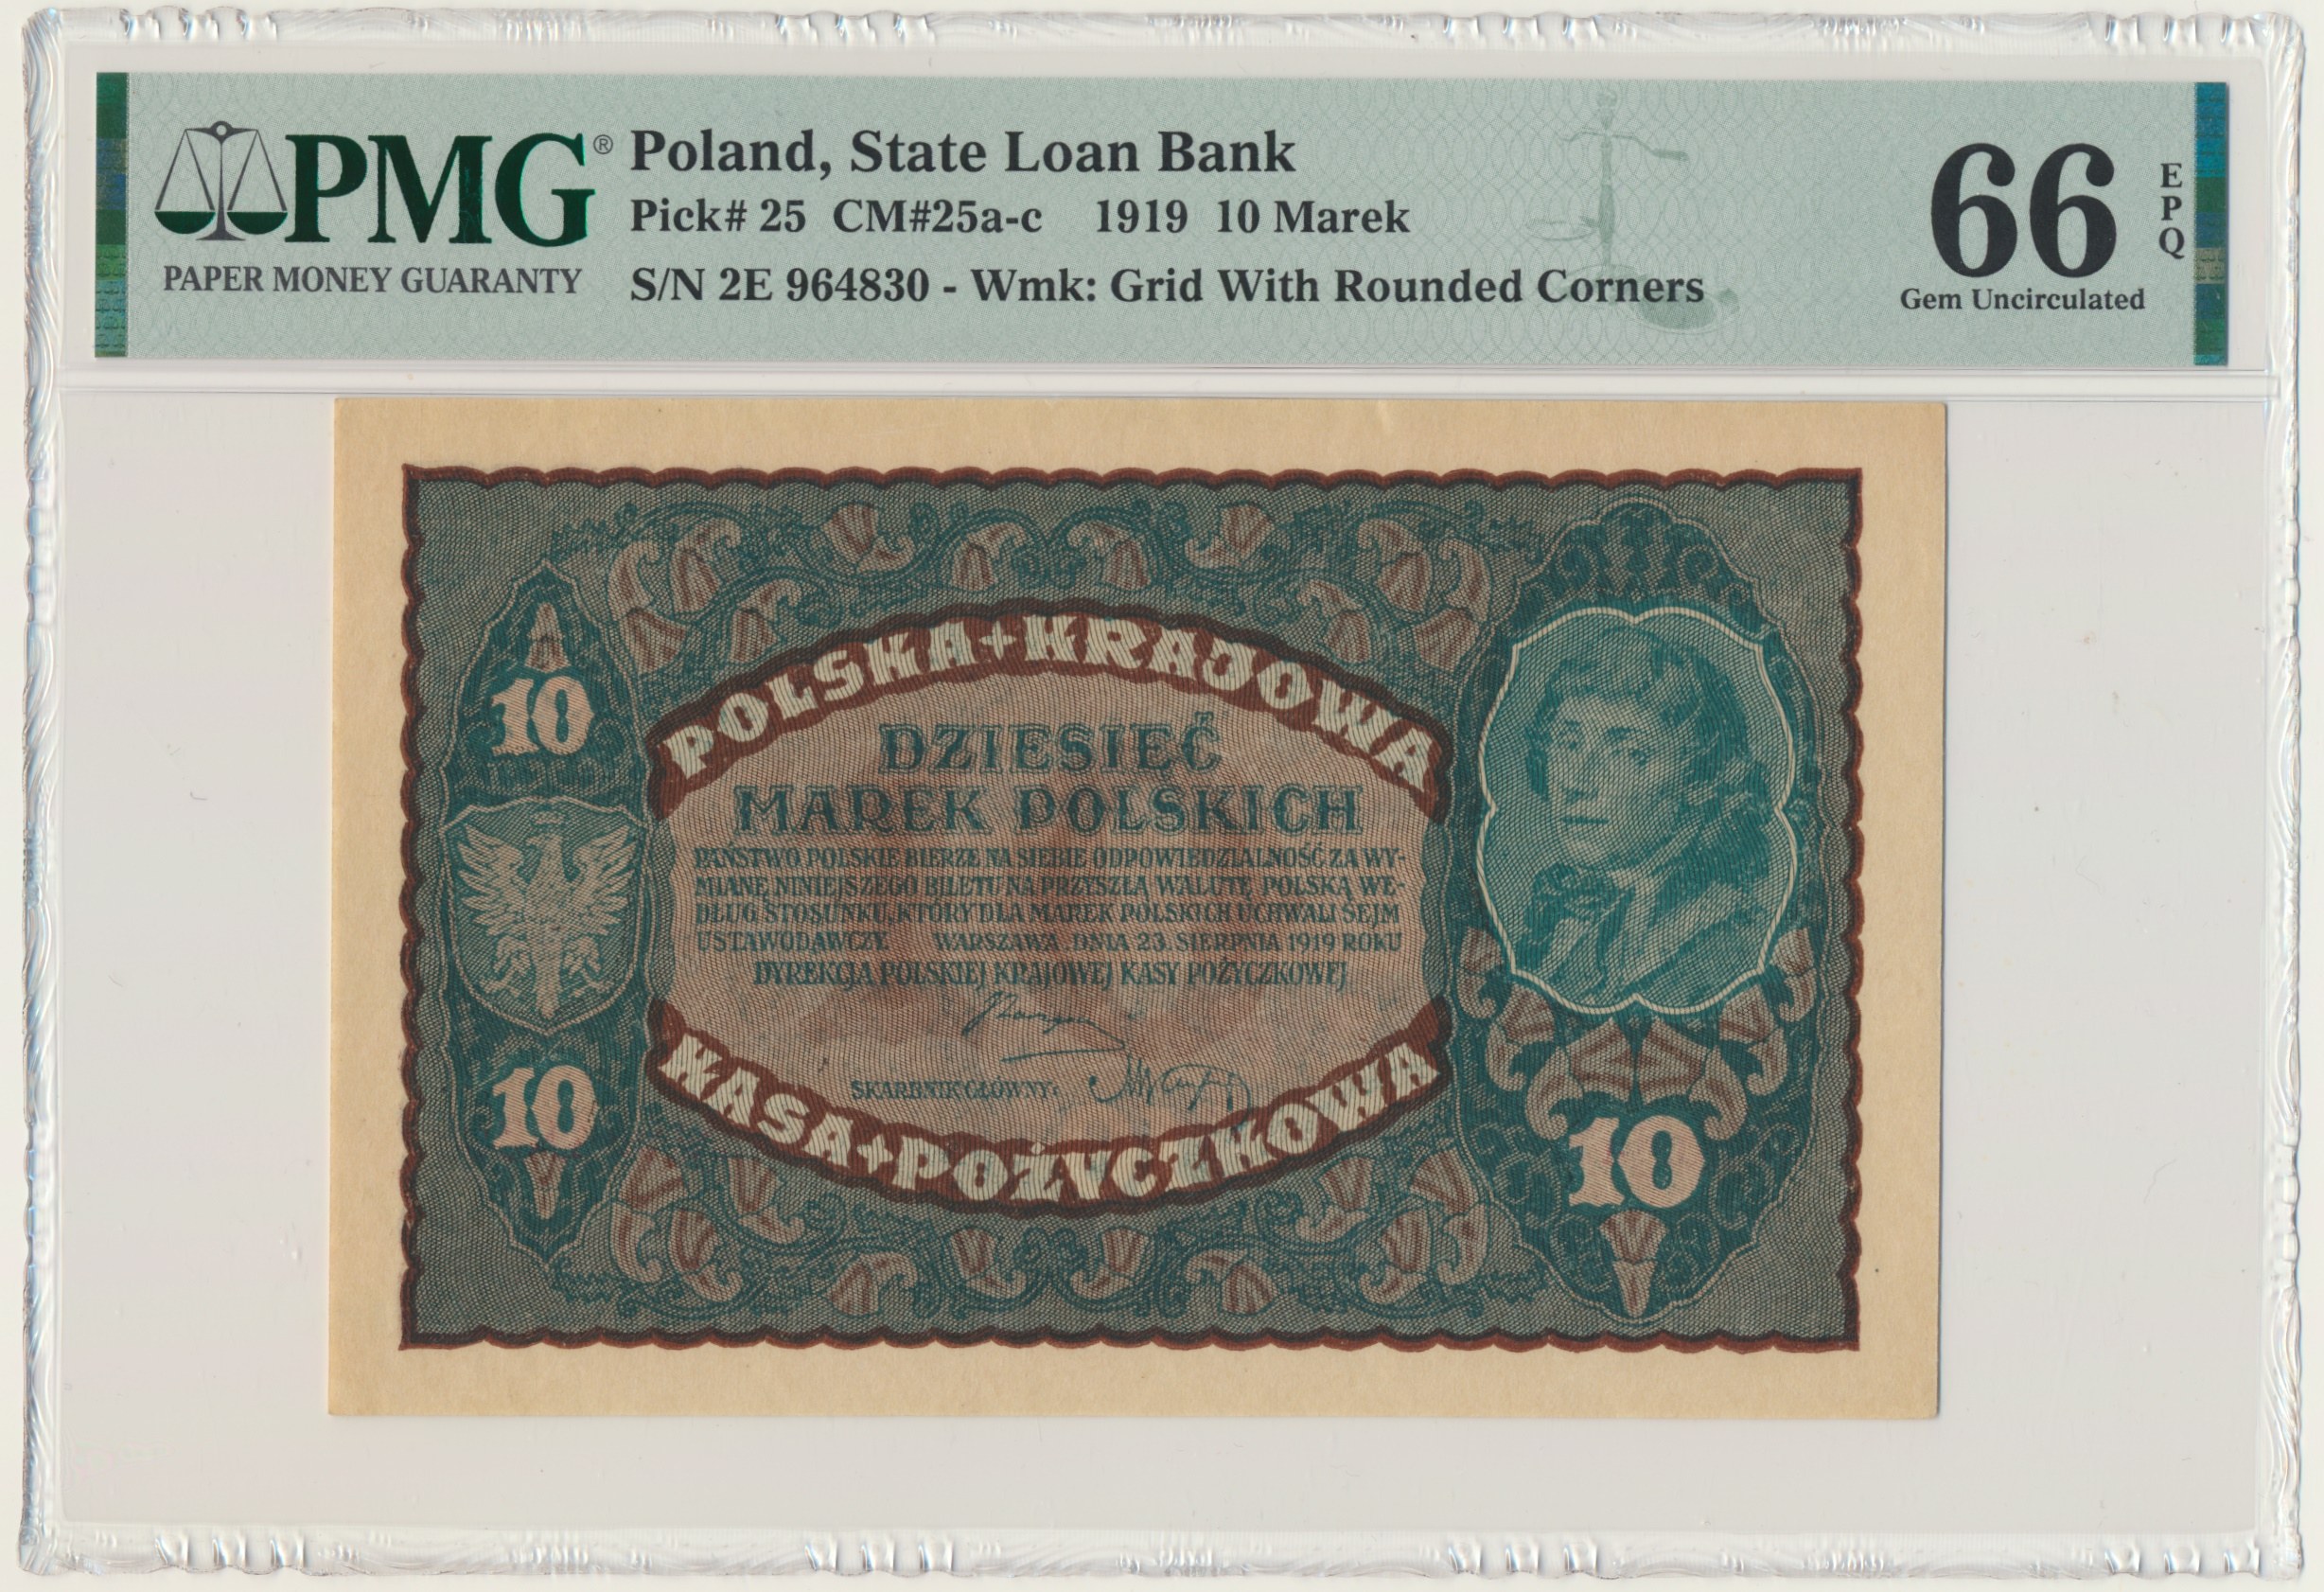 PMG®
PAPER MONEY GUARANTY
Poland, State Loan Bank
Pick# 25 CM#25a-c 1919 10 Marek
S/N 2E 964830 - Wmk: Grid With Rounded Corners
66
EPQ
Gem Uncirculated
POLSKA+KRAJOWA
10
DZIESIĘĆ
MAREK POLSKICH
PAŃSTWO POLSKIE BIERZE NA SIEBIE ODPOWIEDZIALNOŚĆ ZA WY-
MIANĘ NINIEJSZEGO BILETU NA PRZYSZŁĄ WALUTĘ POLSKĄ WE-
DŁUG STOSUNKU, KTÓRY DLA MAREK POLSKICH UCHWALI SEJM
USTAWODAWCZY. WARSZAWA, DNIA 23. SIERPNIA 1919 ROKU
DYREKCJA POLSKIEJ KRAJOWEJ KASY POŻYCZKOWEJ
SKARBNIK GŁÓWNY:
10
KASA+POŻYCZKOWA
10